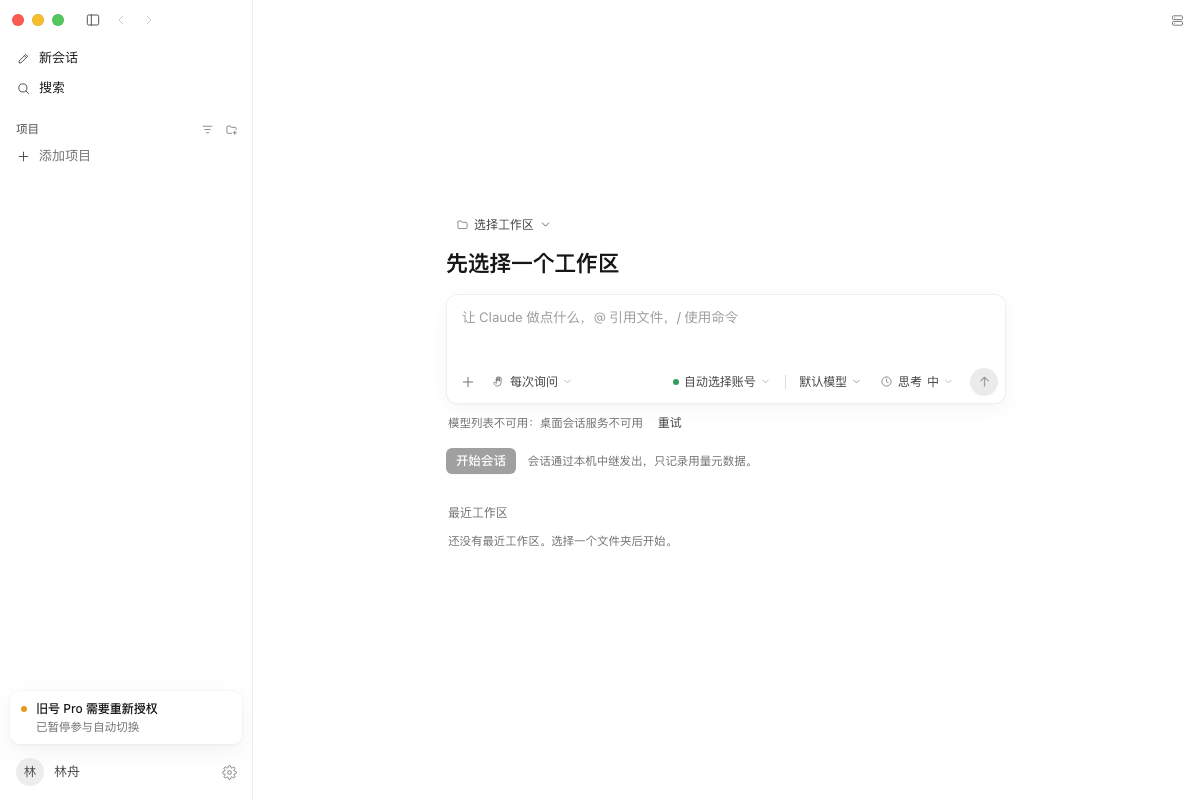 新会话
搜索
项目
添加项目
选择工作区
先选择一个工作区
让 Claude 做点什么，@ 引用文件，/ 使用命令
每次询问
自动选择账号
默认模型
思考 中
模型列表不可用：桌面会话服务不可用 重试
开始会话 会话通过本机中继发出，只记录用量元数据。
最近工作区
还没有最近工作区。选择一个文件夹后开始。
旧号 Pro 需要重新授权
已暂停参与自动切换
林 林舟